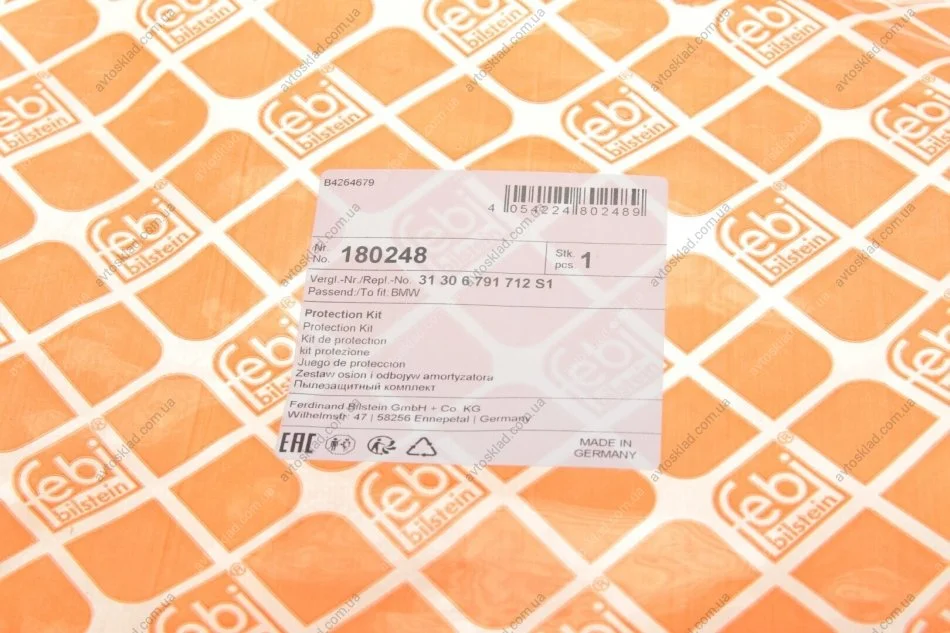 febi
bilstein
B4264679
4 054224 802489
Nr.
No. 180248
Stk.
pcs. 1
Vergl.-Nr./Repl.-No. 31 30 6 791 712 S1
Passend:/To fit:BMW
Protection Kit
Protection Kit
Kit de protection
kit protezione
Juego de proteccion
Zestaw osion i odbojyw amortyzatora
Пылезащитный комплект
Ferdinand Bilstein GmbH + Co. KG
Wilhelmstr. 47 | 58256 Ennepetal | Germany
EAC
MADE IN
GERMANY
avtosklad.com.ua